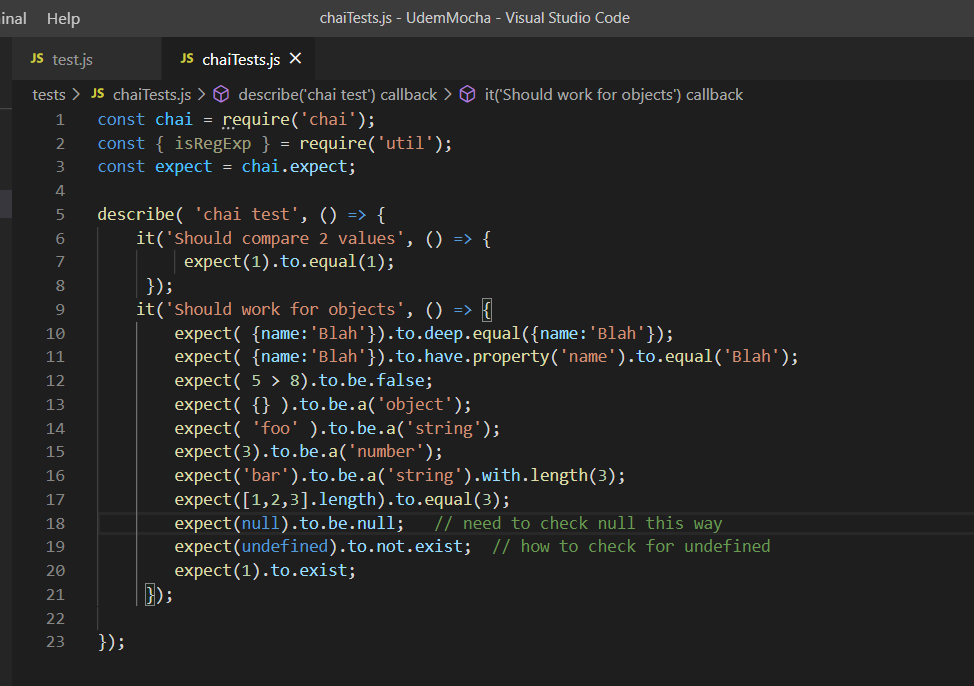 inal Help chaiTests.js - UdemMocha - Visual Studio Code
JS test.js JS chaiTests.js ×
tests > JS chaiTests.js > describe('chai test') callback > it('Should work for objects') callback
1 const chai = require('chai');
2 const { isRegExp } = require('util');
3 const expect = chai.expect;
4
5 describe( 'chai test', () => {
6     it('Should compare 2 values', () => {
7          expect(1).to.equal(1);
8      });
9     it('Should work for objects', () => {
10         expect( {name:'Blah'}).to.deep.equal({name:'Blah'});
11         expect( {name:'Blah'}).to.have.property('name').to.equal('Blah');
12         expect( 5 > 8).to.be.false;
13         expect( {} ).to.be.a('object');
14         expect( 'foo' ).to.be.a('string');
15         expect(3).to.be.a('number');
16         expect('bar').to.be.a('string').with.length(3);
17         expect([1,2,3].length).to.equal(3);
18         expect(null).to.be.null;   // need to check null this way
19         expect(undefined).to.not.exist;  // how to check for undefined
20         expect(1).to.exist;
21      });
22
23 });